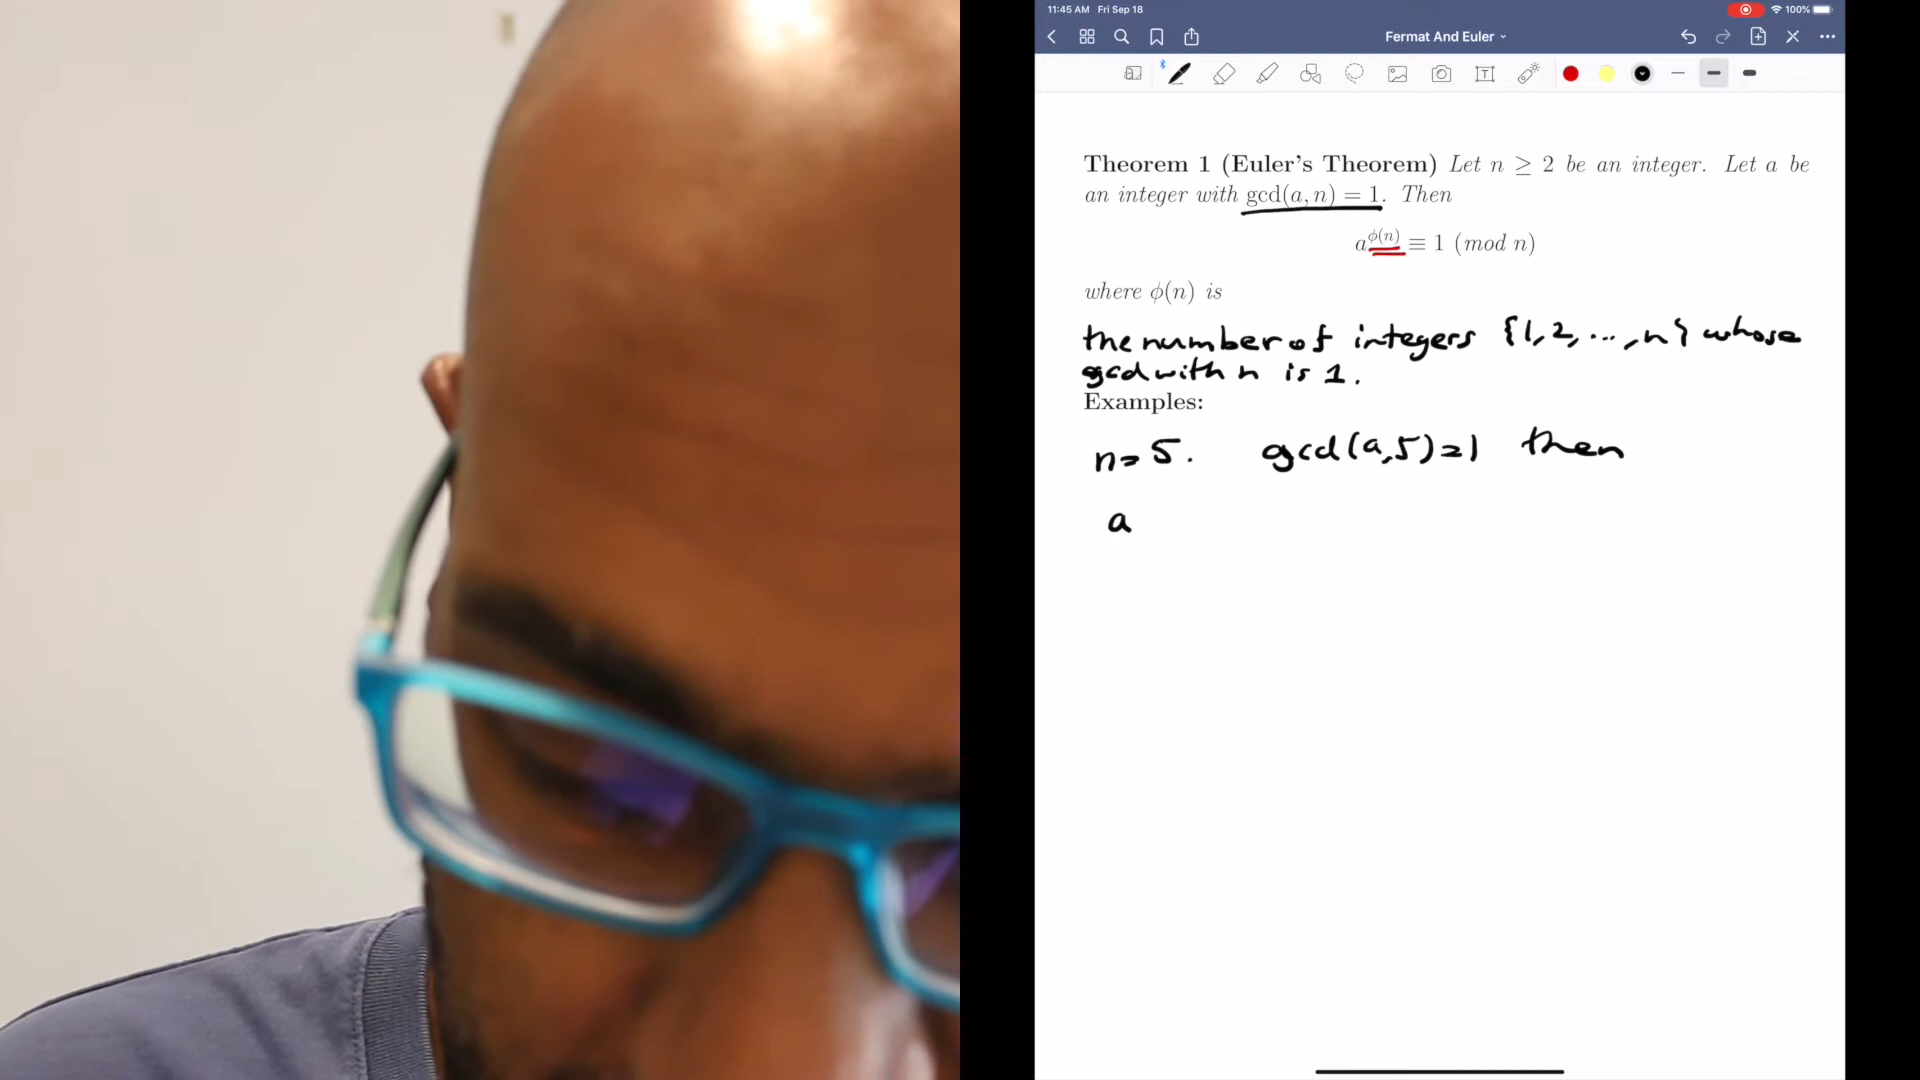 11:45 AM Fri Sep 18
100%
Fermat And Euler
Theorem 1 (Euler's Theorem) Let n ≥ 2 be an integer. Let a be
an integer with gcd(a, n) = 1. Then
a^ϕ(n) ≡ 1 (mod n)
where ϕ(n) is
the number of integers {1, 2, ..., n} whose
gcd with n is 1.
Examples:
n = 5. gcd(a,5)=1 then
a